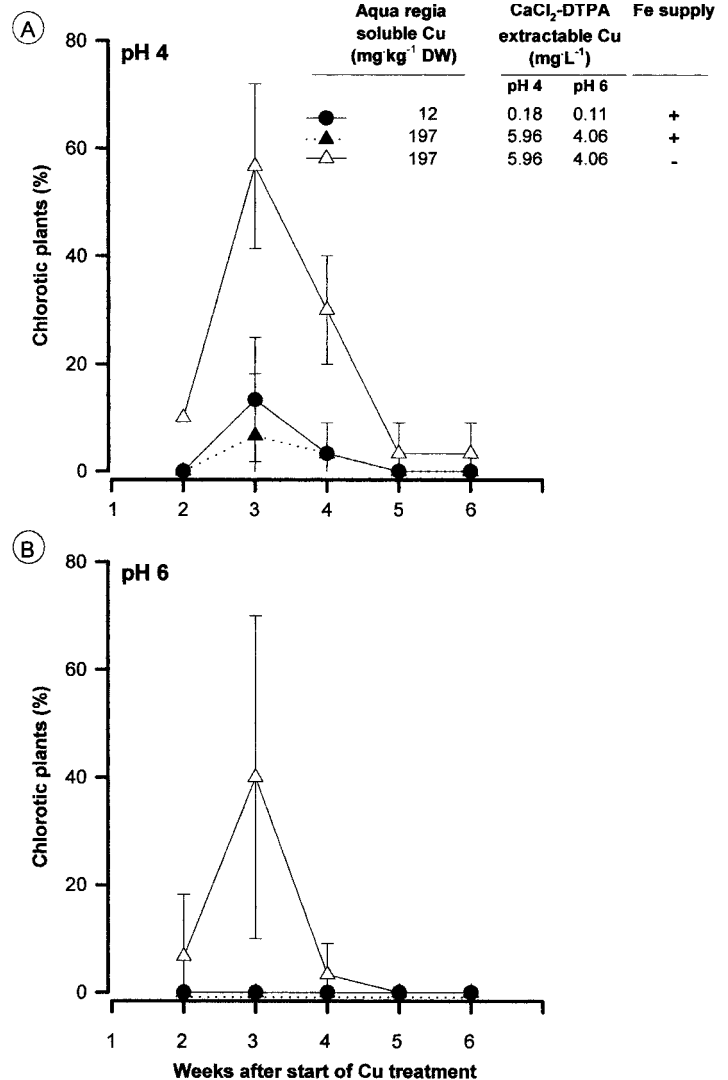 A
pH 4
Aqua regia
soluble Cu
(mg·kg⁻¹ DW)
CaCl₂-DTPA
extractable Cu
(mg·L⁻¹)
Fe supply
pH 4 pH 6
12 0.18 0.11 +
197 5.96 4.06 +
197 5.96 4.06 -
Chlorotic plants (%)
80
60
40
20
0
1 2 3 4 5 6
B
pH 6
Chlorotic plants (%)
80
60
40
20
0
1 2 3 4 5 6
Weeks after start of Cu treatment